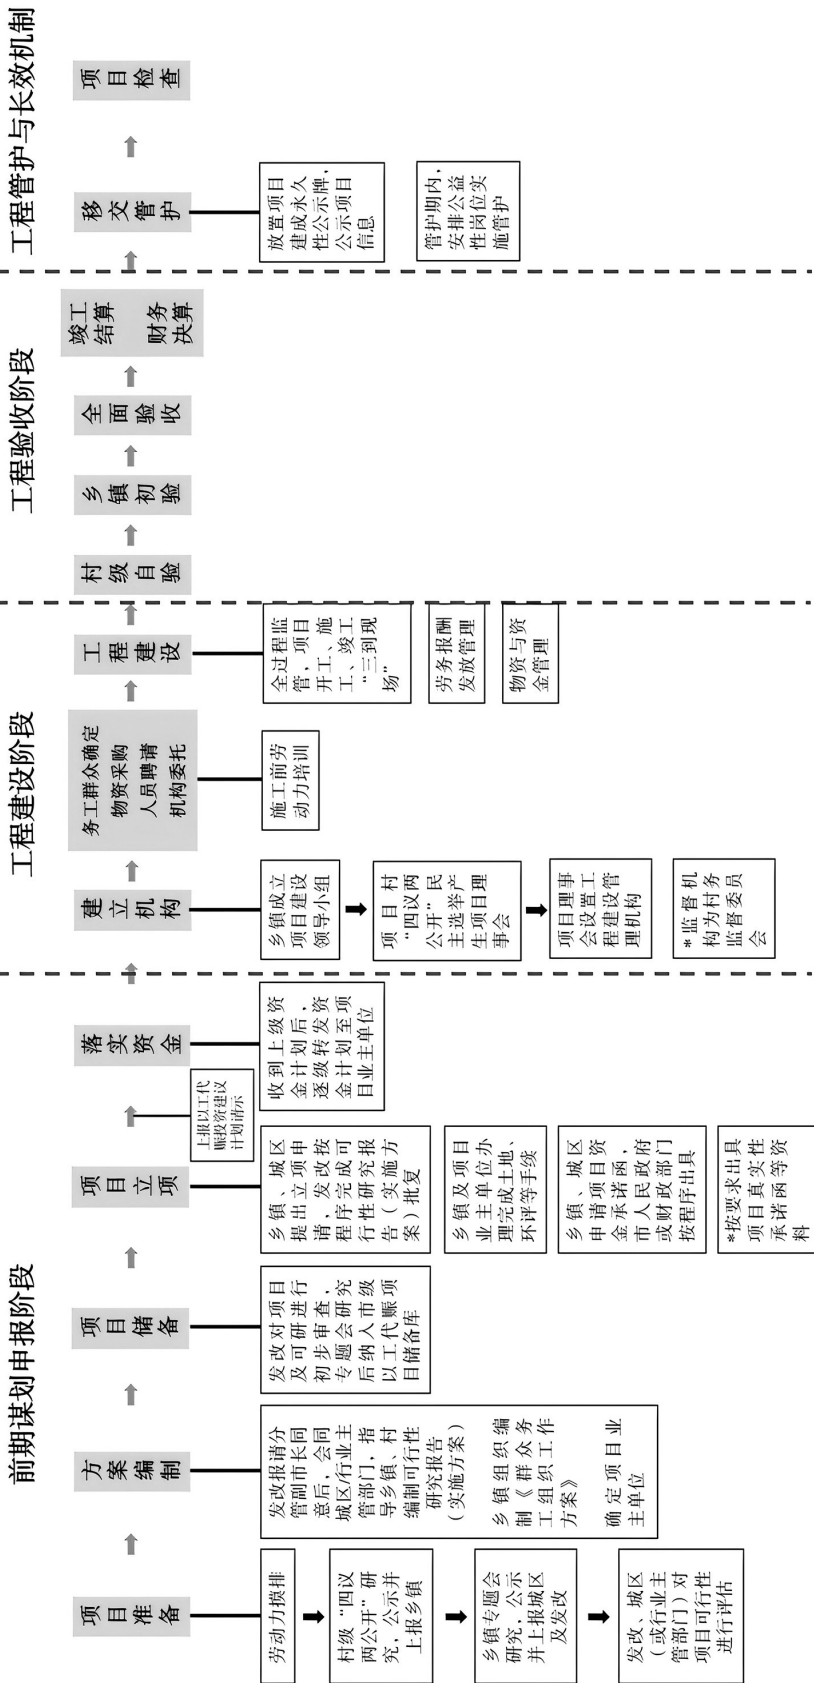 前期谋划申报阶段
项目
准备
劳动力摸排
村级“四议
两公开”研
究，公示并
上报乡镇
乡镇专题会
研究，公示
并上报城区
及发改
发改、城区
（或行业主
管部门）对
项目可行性
进行评估
方案
编制
发改报请分
管副市长同
意后，会同
城区/行业主
管部门，指
导乡镇、村
编制可行性
研究报告
（实施方案）
乡镇组织编
制《群众务
工组织工作
方案》
确定项目业
主单位
项目
储备
发改对项目
及可研进行
初步审查，
专题会研究
后纳入市级
以工代赈项
目储备库
项目
立项
乡镇、城区
提出立项申
请，发改按
程序完成可
行性研究报
告（实施方
案）批复
乡镇及项目
业主单位办
理完成土地、
环评等手续
乡镇、城区
申请项目资
金承诺函，
市人民政府
或财政部门
按程序出具
*按要求出具
项目真实性
承诺函等资
料
上报以工代
赈投资建议
计划请示
落实
资金
收到上级资
金计划后，
逐级转发资
金计划至项
目业主单位
工程建设阶段
建立
机构
乡镇成立
项目建设
领导小组
项目村
“四议两
公开”民
主选举产
生项目理
事会
项目理事
会设置工
程建设管
理机构
*监督机
构为村务
监督委员
会
务工群众确定
物资采购
人员聘请
机构委托
施工前劳
动力培训
工程
建设
全过程监
管，项目
开工、施
工、竣工
“三到现
场”
劳务报酬
发放管理
物资与资
金管理
工程验收阶段
村级
自验
乡镇
初验
全面
验收
竣工
结算
财务
决算
工程管护与长效机制
移交
管护
放置项目
建成永久
性公示牌，
公示项目
信息
管护期内，
安排公益
性岗位实
施管护
项目
检查